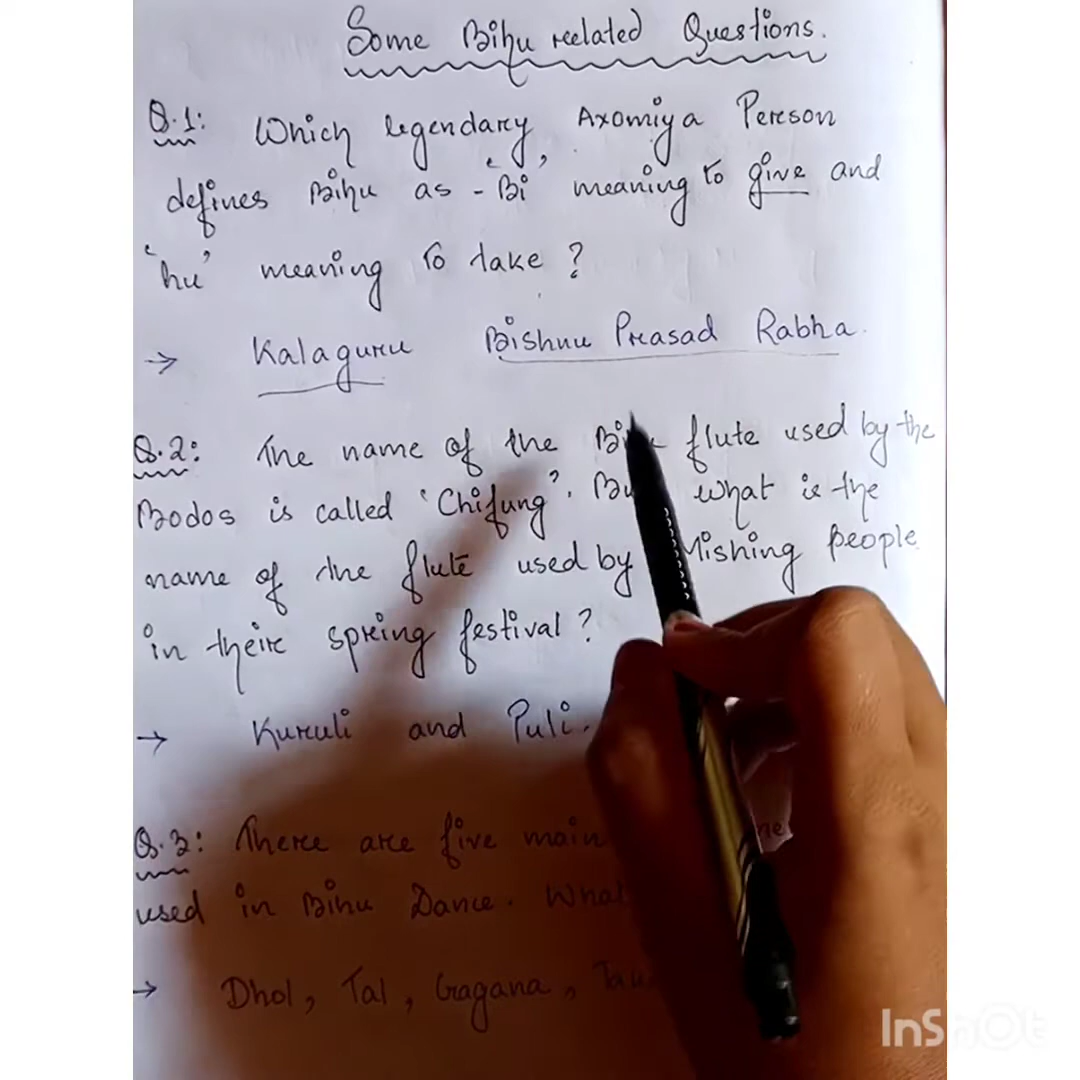 Some Bihu related Questions.
Q.1: Which legendary, Axomiya Person
defines Bihu as - 'Bi' meaning to give and
'hu' meaning to take ?
→ Kalaguru Bishnu Prasad Rabha.
Q.2: The name of the flute used by the
Bodos is called 'Chifung'. what is the
name of the flute used by Mishing people
in their spring festival ?
→ Kuruli and Puli.
Q.3: There are five main
used in Bihu Dance. What
→ Dhol, Tal, Gagana,
InShOt